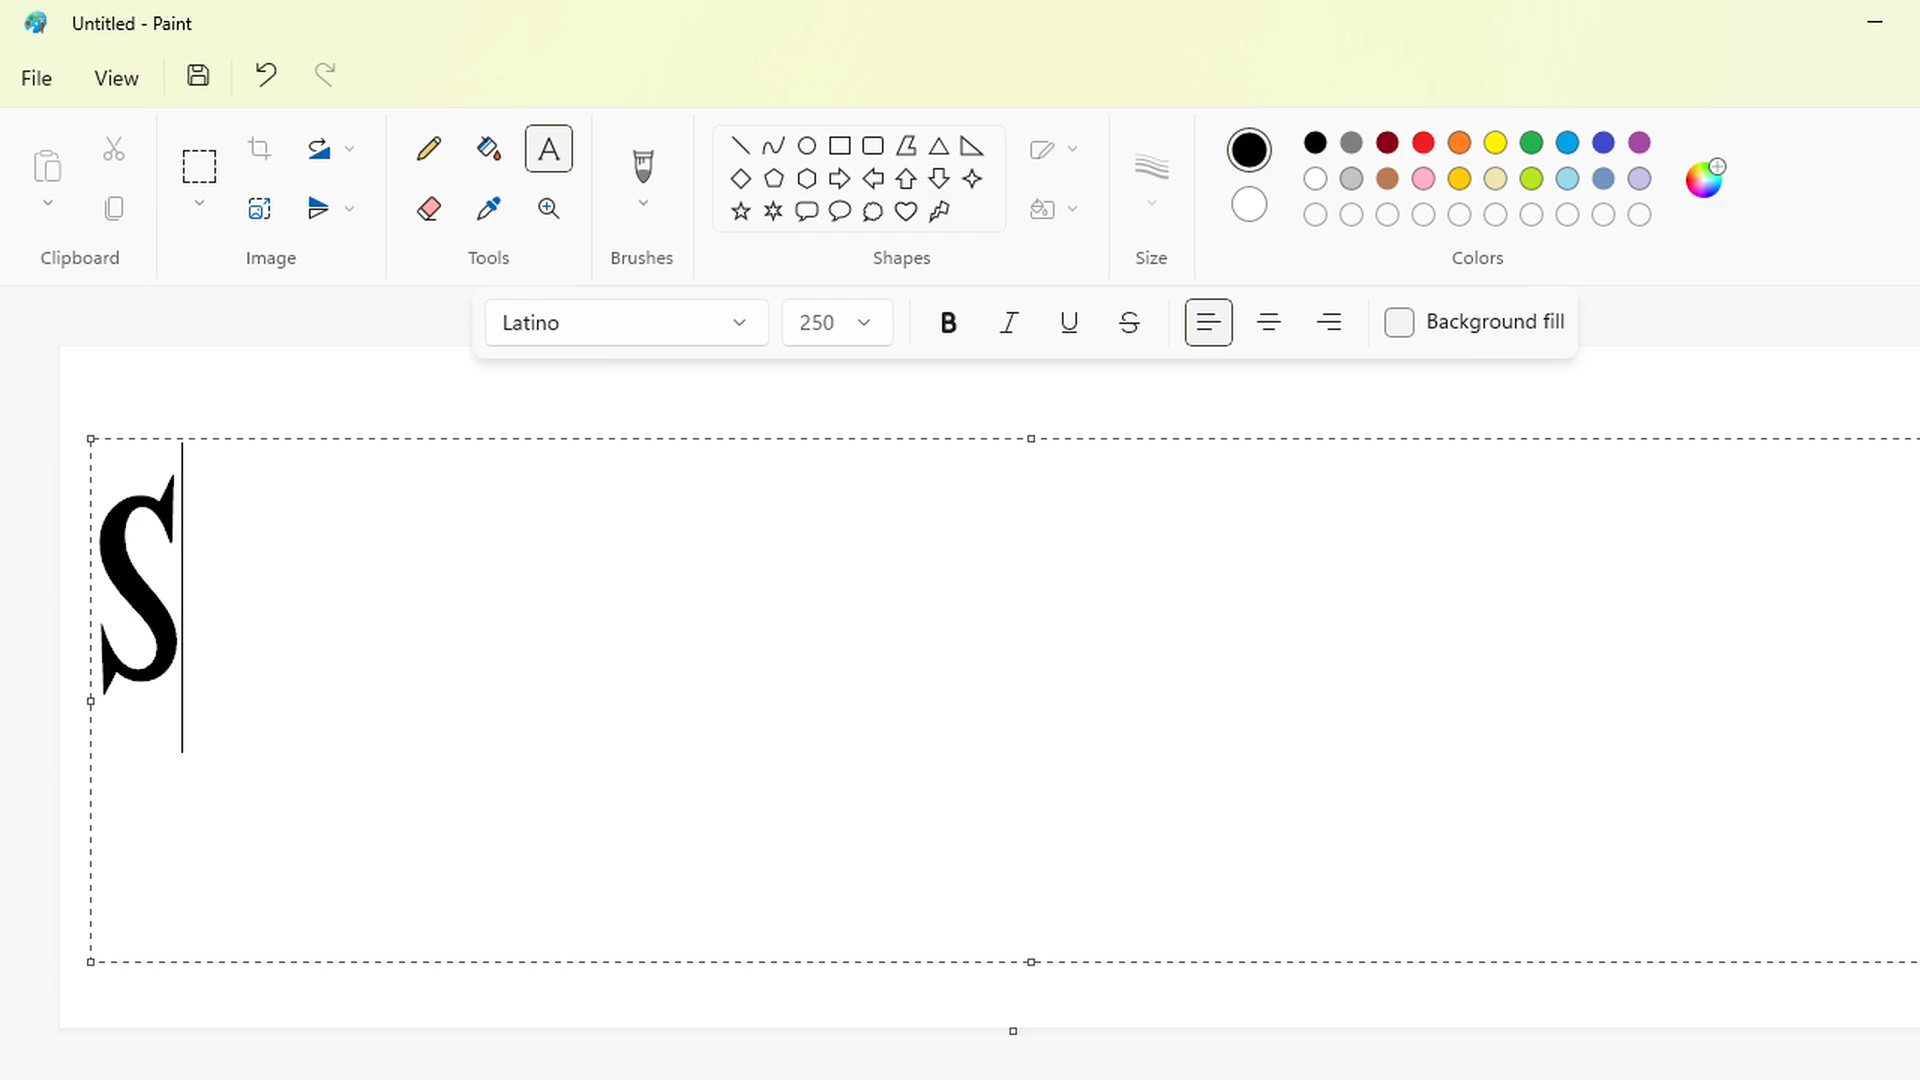 Untitled - Paint
File View
Clipboard Image Tools Brushes Shapes Size Colors
Latino 250 B I U S Background fill
S